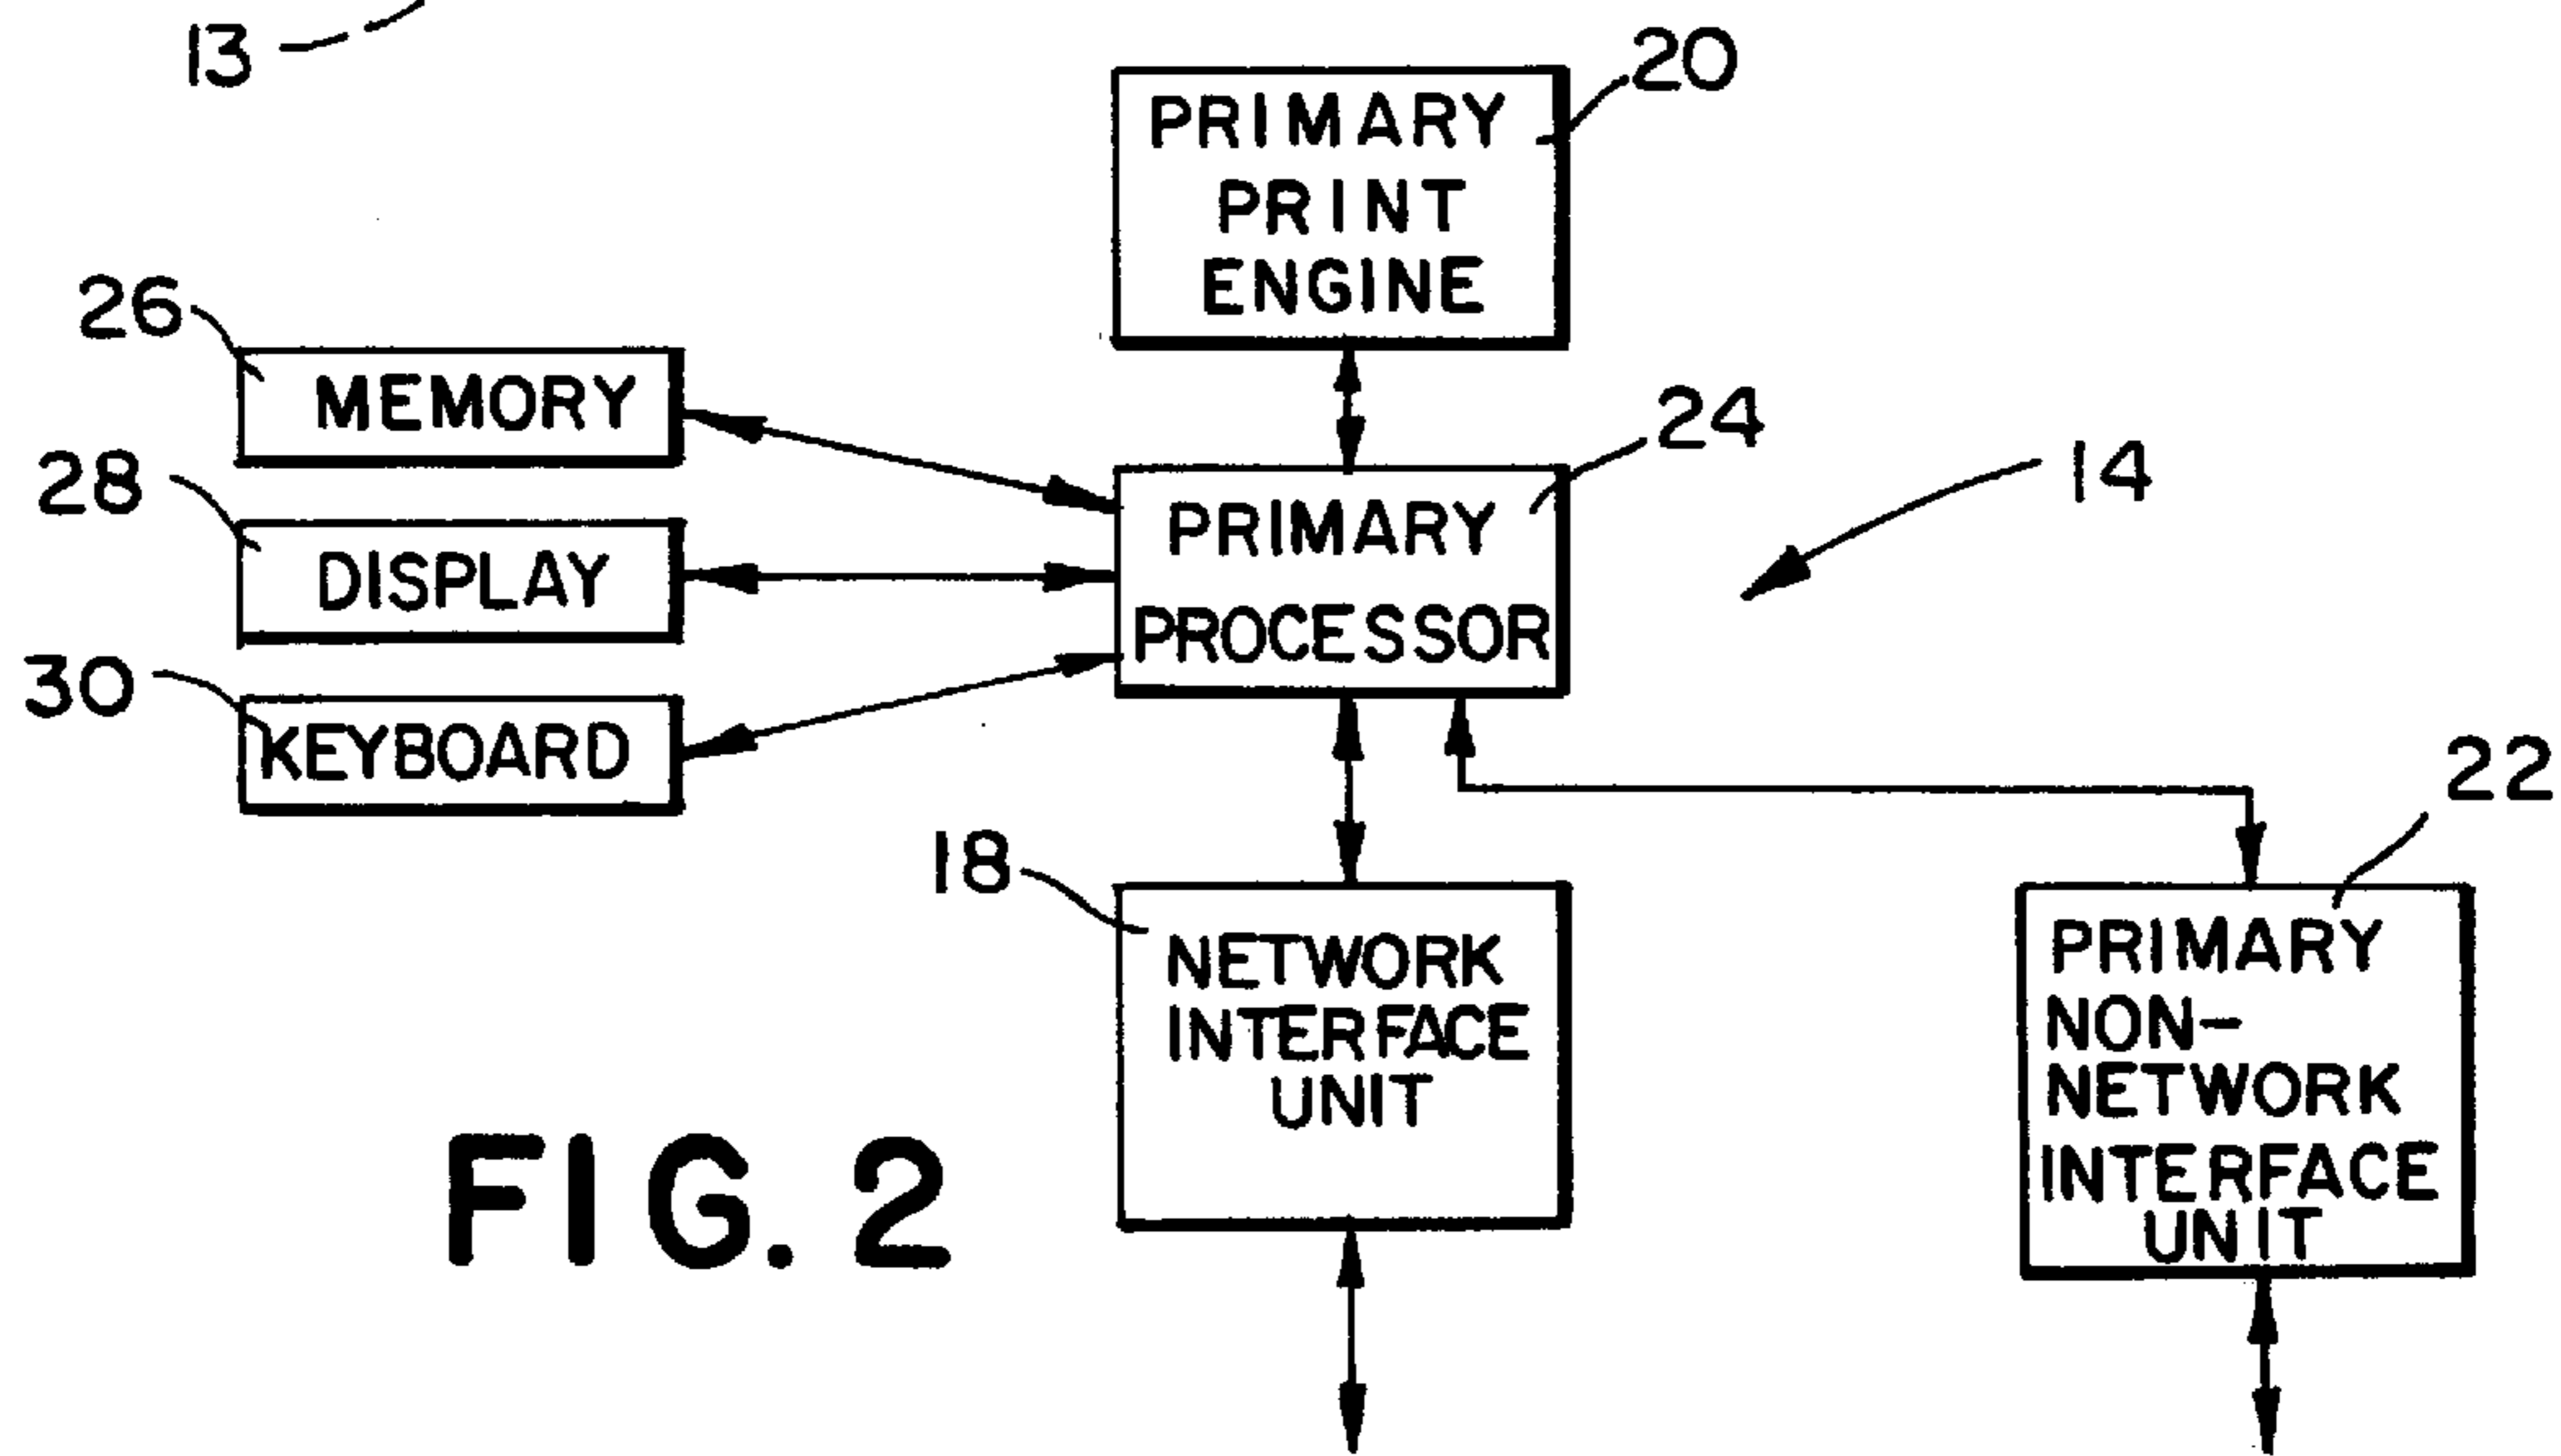 13
20
PRIMARY
PRINT
ENGINE
26
MEMORY
24
28
DISPLAY
PRIMARY
PROCESSOR
14
30
KEYBOARD
22
18
NETWORK
INTERFACE
UNIT
PRIMARY
NON-
NETWORK
INTERFACE
UNIT
FIG. 2